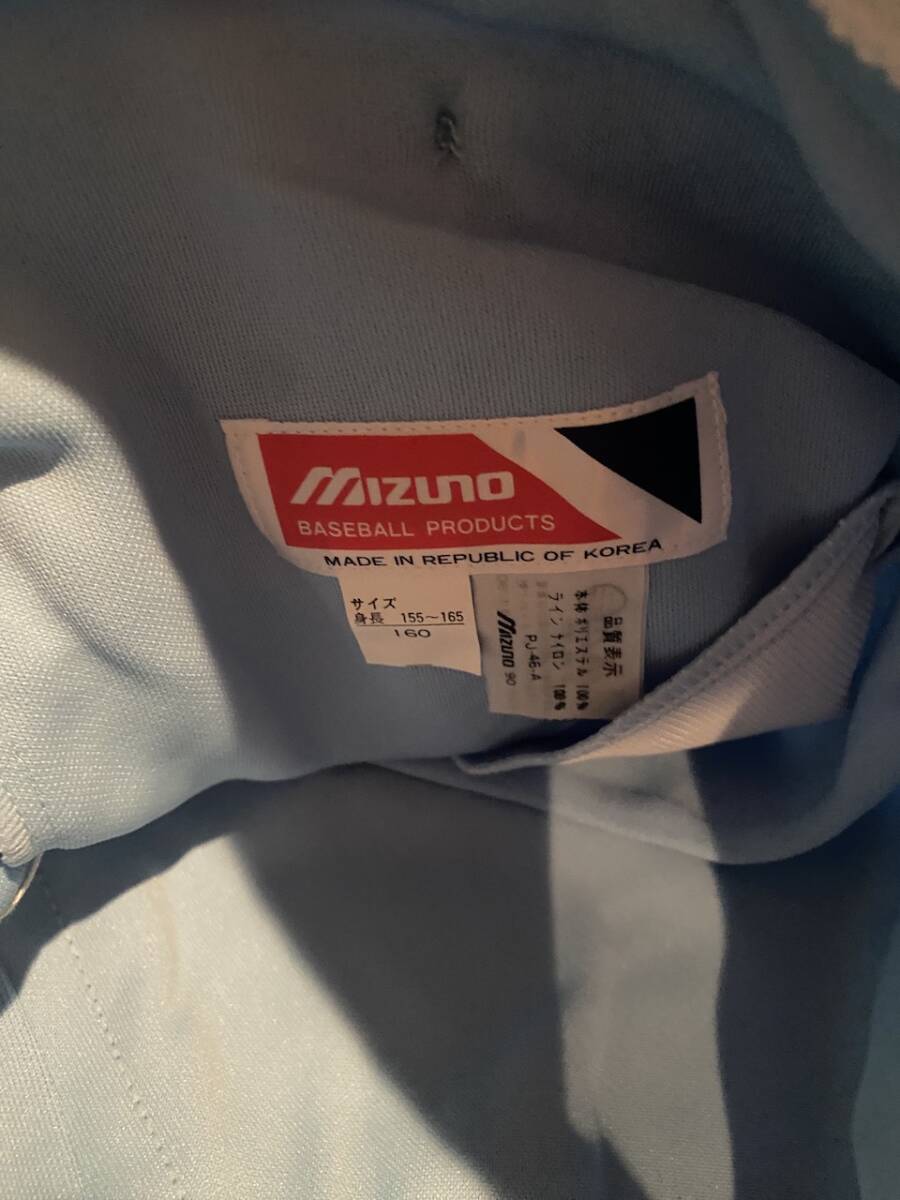 MIZUNO
BASEBALL PRODUCTS
MADE IN REPUBLIC OF KOREA
サイズ
身長 155~165
160
品質表示
本体 ポリエステル 100%
ライン ナイロン 100%
PJ-46-A
MIZUNO 90